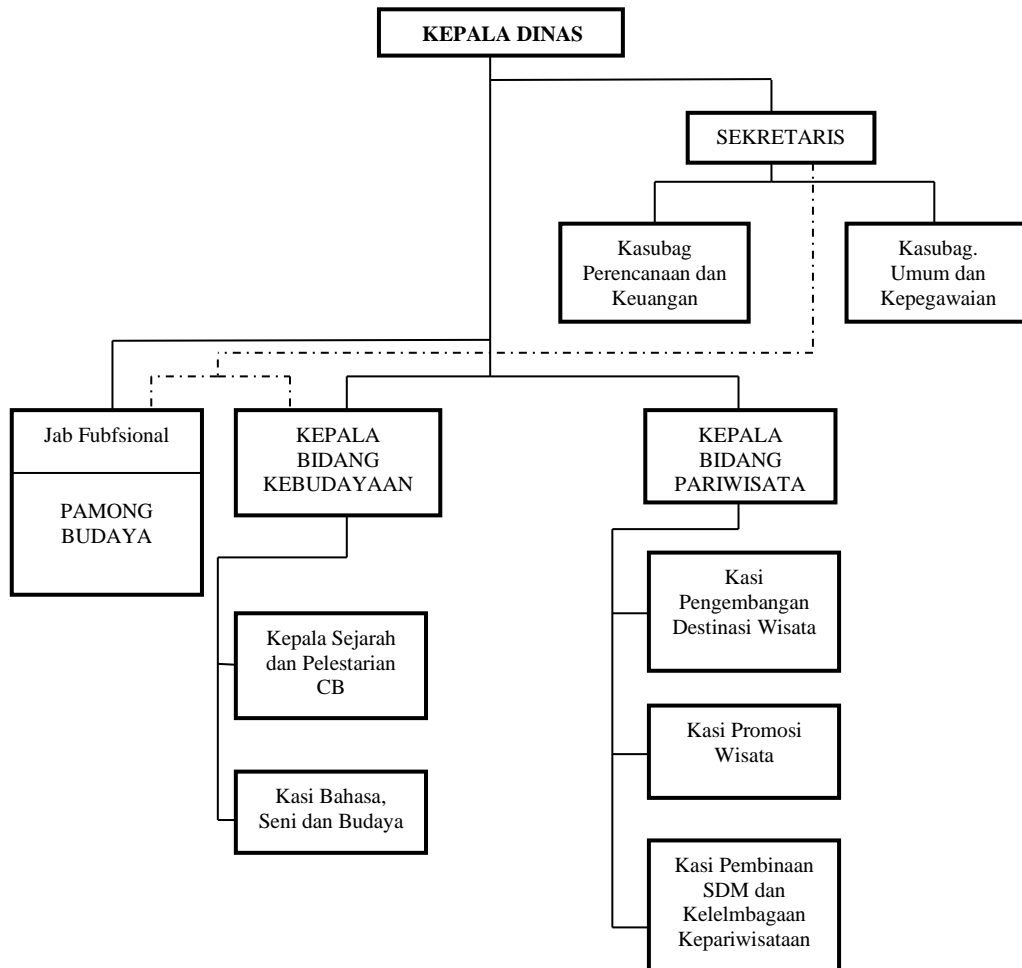 KEPALA DINAS
SEKRETARIS
Kasubag
Perencanaan dan
Keuangan
Kasubag.
Umum dan
Kepegawaian
Jab Fubfsional
PAMONG
BUDAYA
KEPALA
BIDANG
KEBUDAYAAN
KEPALA
BIDANG
PARIWISATA
Kepala Sejarah
dan Pelestarian
CB
Kasi Bahasa,
Seni dan Budaya
Kasi
Pengembangan
Destinasi Wisata
Kasi Promosi
Wisata
Kasi Pembinaan
SDM dan
Kelelmbagaan
Kepariwisataan